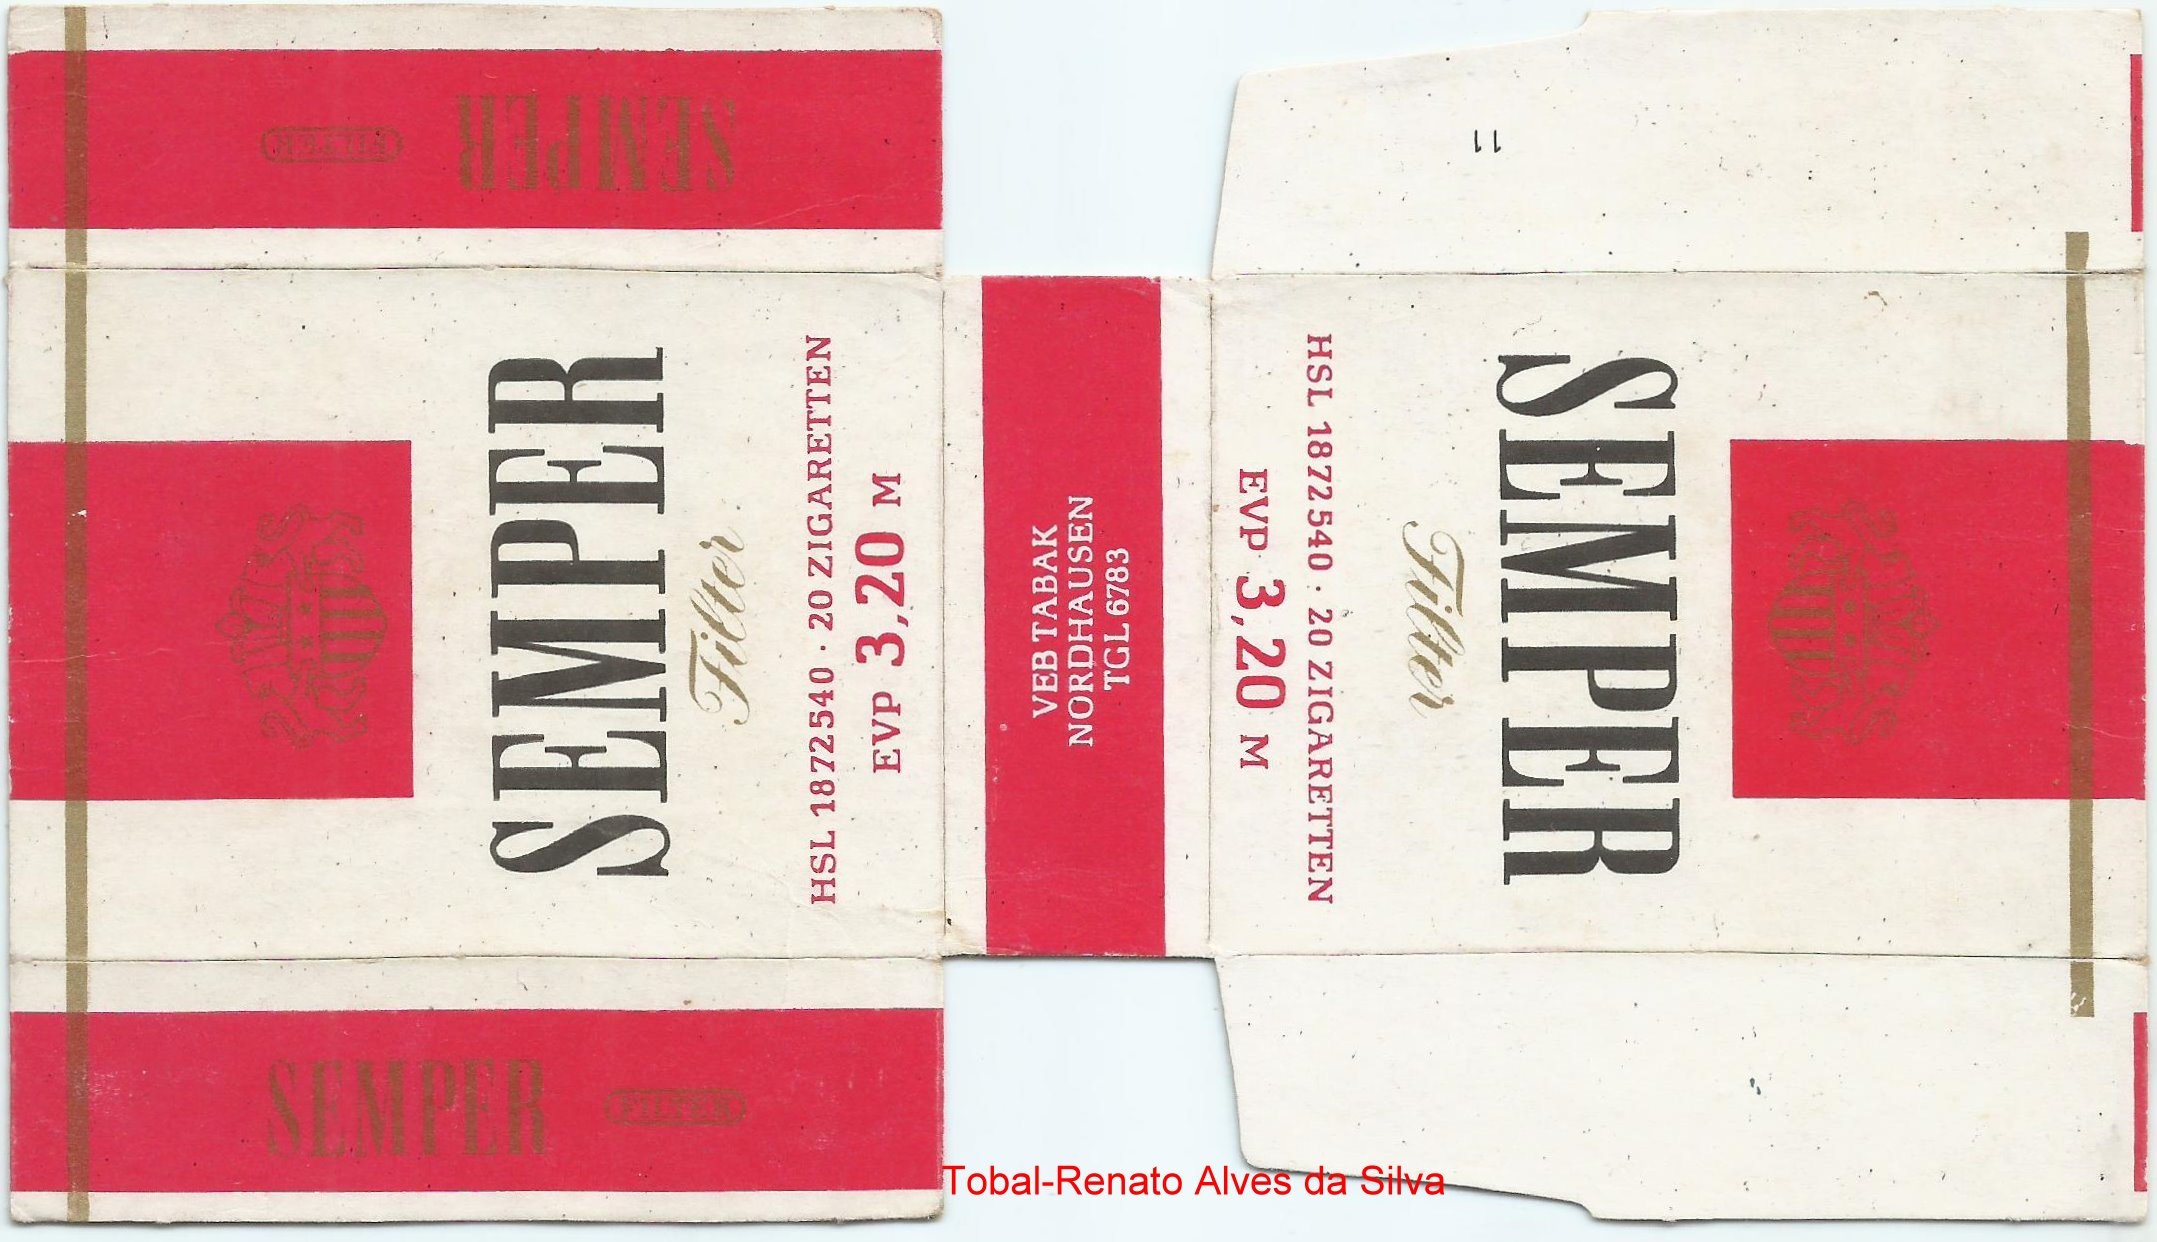 SEMPER
FILTER
SEMPER
Filter
HSL 1872540 · 20 ZIGARETTEN
EVP 3,20 M
VEB TABAK
NORDHAUSEN
TGL 6783
SEMPER
Filter
HSL 1872540 · 20 ZIGARETTEN
EVP 3,20 M
11
SEMPER
FILTER
Tobal-Renato Alves da Silva